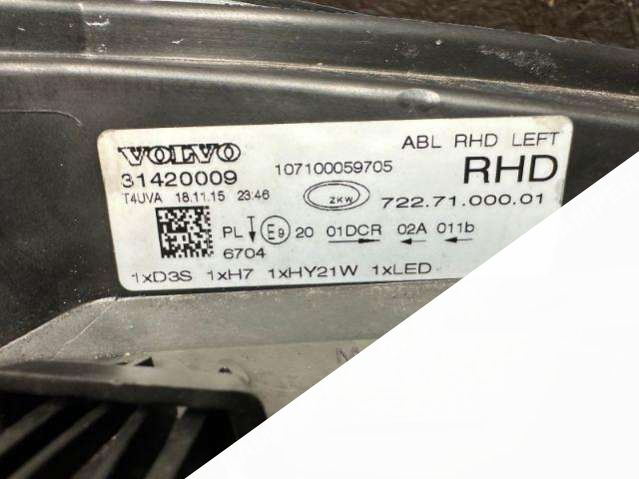 ABL RHD LEFT
VOLVO
107100059705
RHD
31420009
T4UVA 18.11.15 23:46
ZKW
722.71.000.01
PL E9 20 01DCR 02A 011b
6704
1xD3S 1xH7 1xHY21W 1xLED